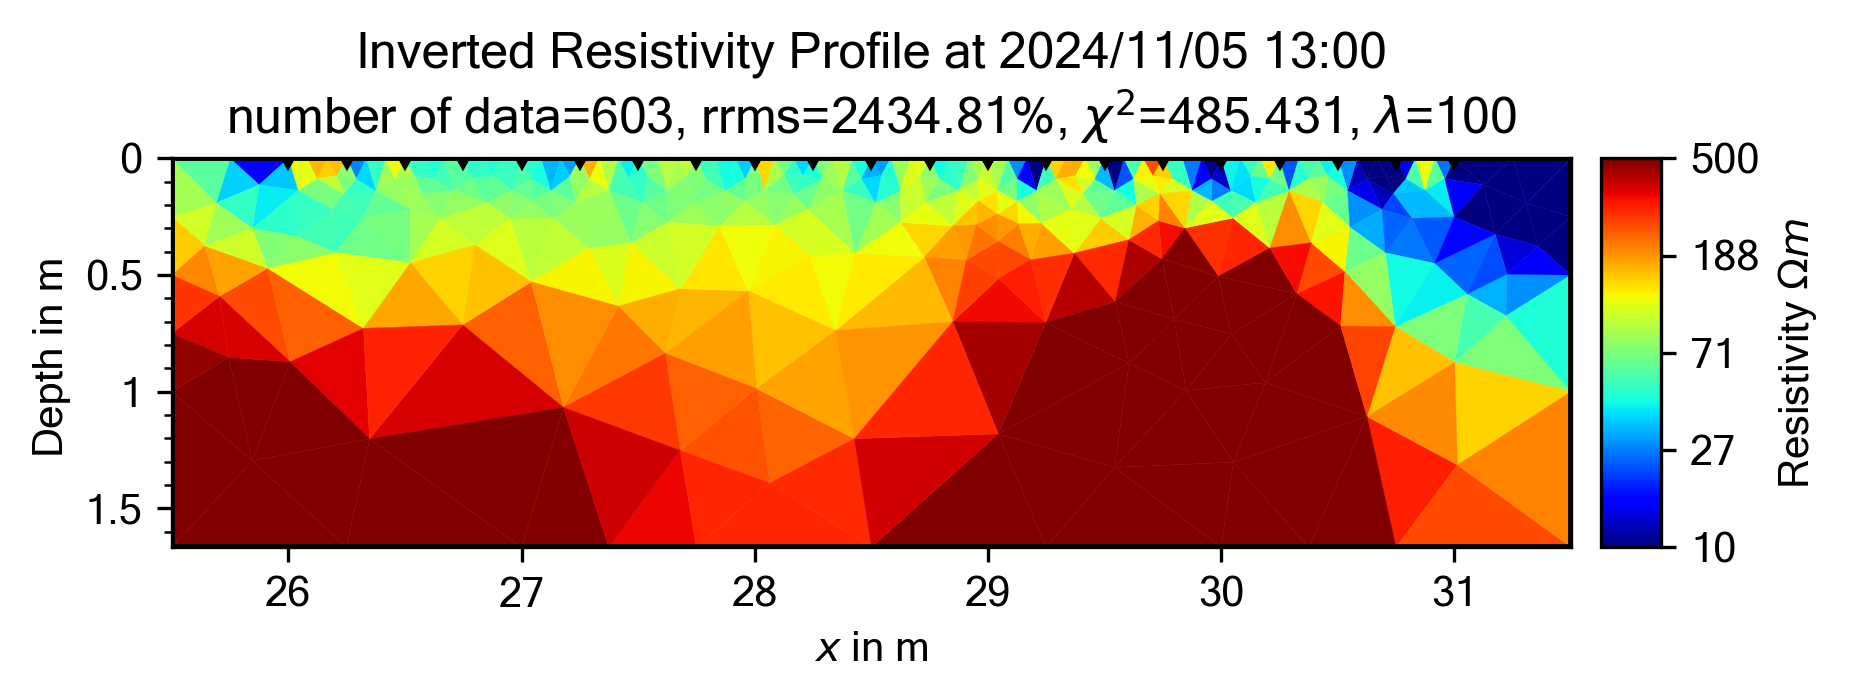 Inverted Resistivity Profile at 2024/11/05 13:00
number of data=603, rrms=2434.81%, χ²=485.431, λ=100
0
0.5
1
1.5
Depth in m
26 27 28 29 30 31
x in m
500
188
71
27
10
Resistivity Ωm